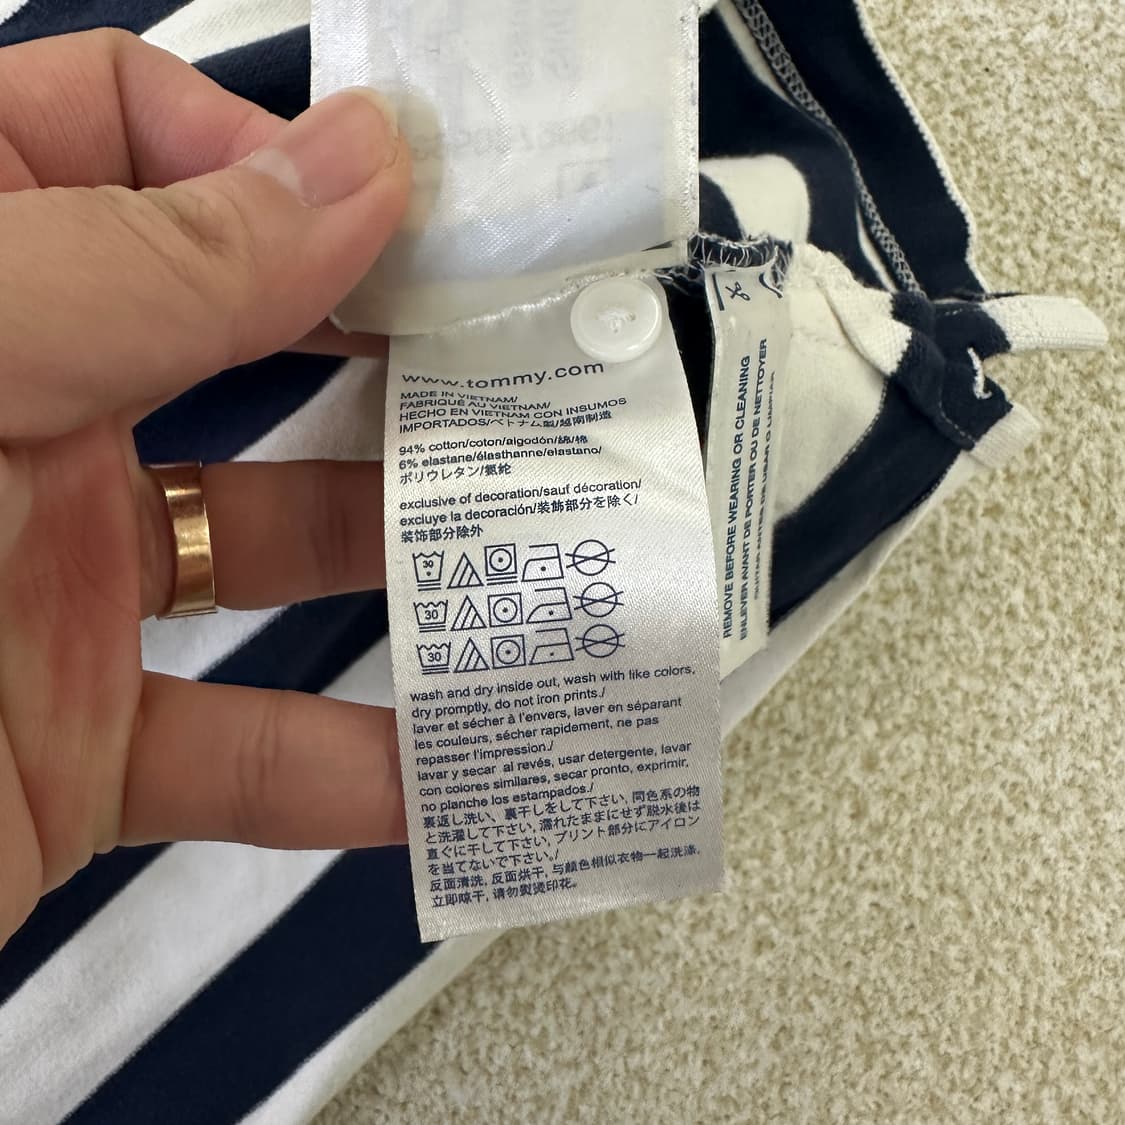 www.tommy.com
MADE IN VIETNAM/
FABRIQUÉ AU VIETNAM/
HECHO EN VIETNAM CON INSUMOS
IMPORTADOS/ベトナム製/越南制造
94% cotton/coton/algodón/綿/棉
6% elastane/élasthanne/elastano/
ポリウレタン/氨纶
exclusive of decoration/sauf décoration/
excluye la decoración/装飾部分を除く/
装饰部分除外
30
30
30
wash and dry inside out, wash with like colors,
dry promptly, do not iron prints./
laver et sécher à l'envers, laver en séparant
les couleurs, sécher rapidement, ne pas
repasser l'impression./
lavar y secar al revés, usar detergente, lavar
con colores similares, secar pronto, exprimir,
no planche los estampados./
裏返し洗い、裏干しをして下さい, 同色系の物
と洗濯して下さい, 濡れたままにせず脱水後は
直ぐに干して下さい, プリント部分にアイロン
を当てないで下さい。/
反面清洗, 反面烘干, 与颜色相似衣物一起洗涤,
立即晾干, 请勿熨烫印花。
REMOVE BEFORE WEARING OR CLEANING
ENLEVER AVANT DE PORTER OU DE NETTOYER
QUITAR ANTES DE USAR O LIMPIAR